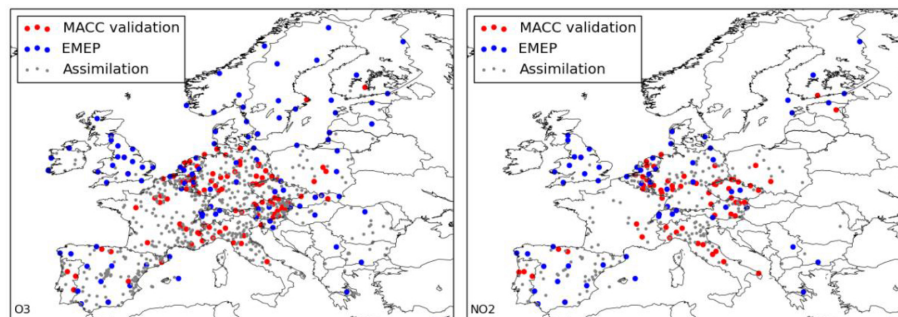 MACC validation
EMEP
Assimilation
O3
MACC validation
EMEP
Assimilation
NO2